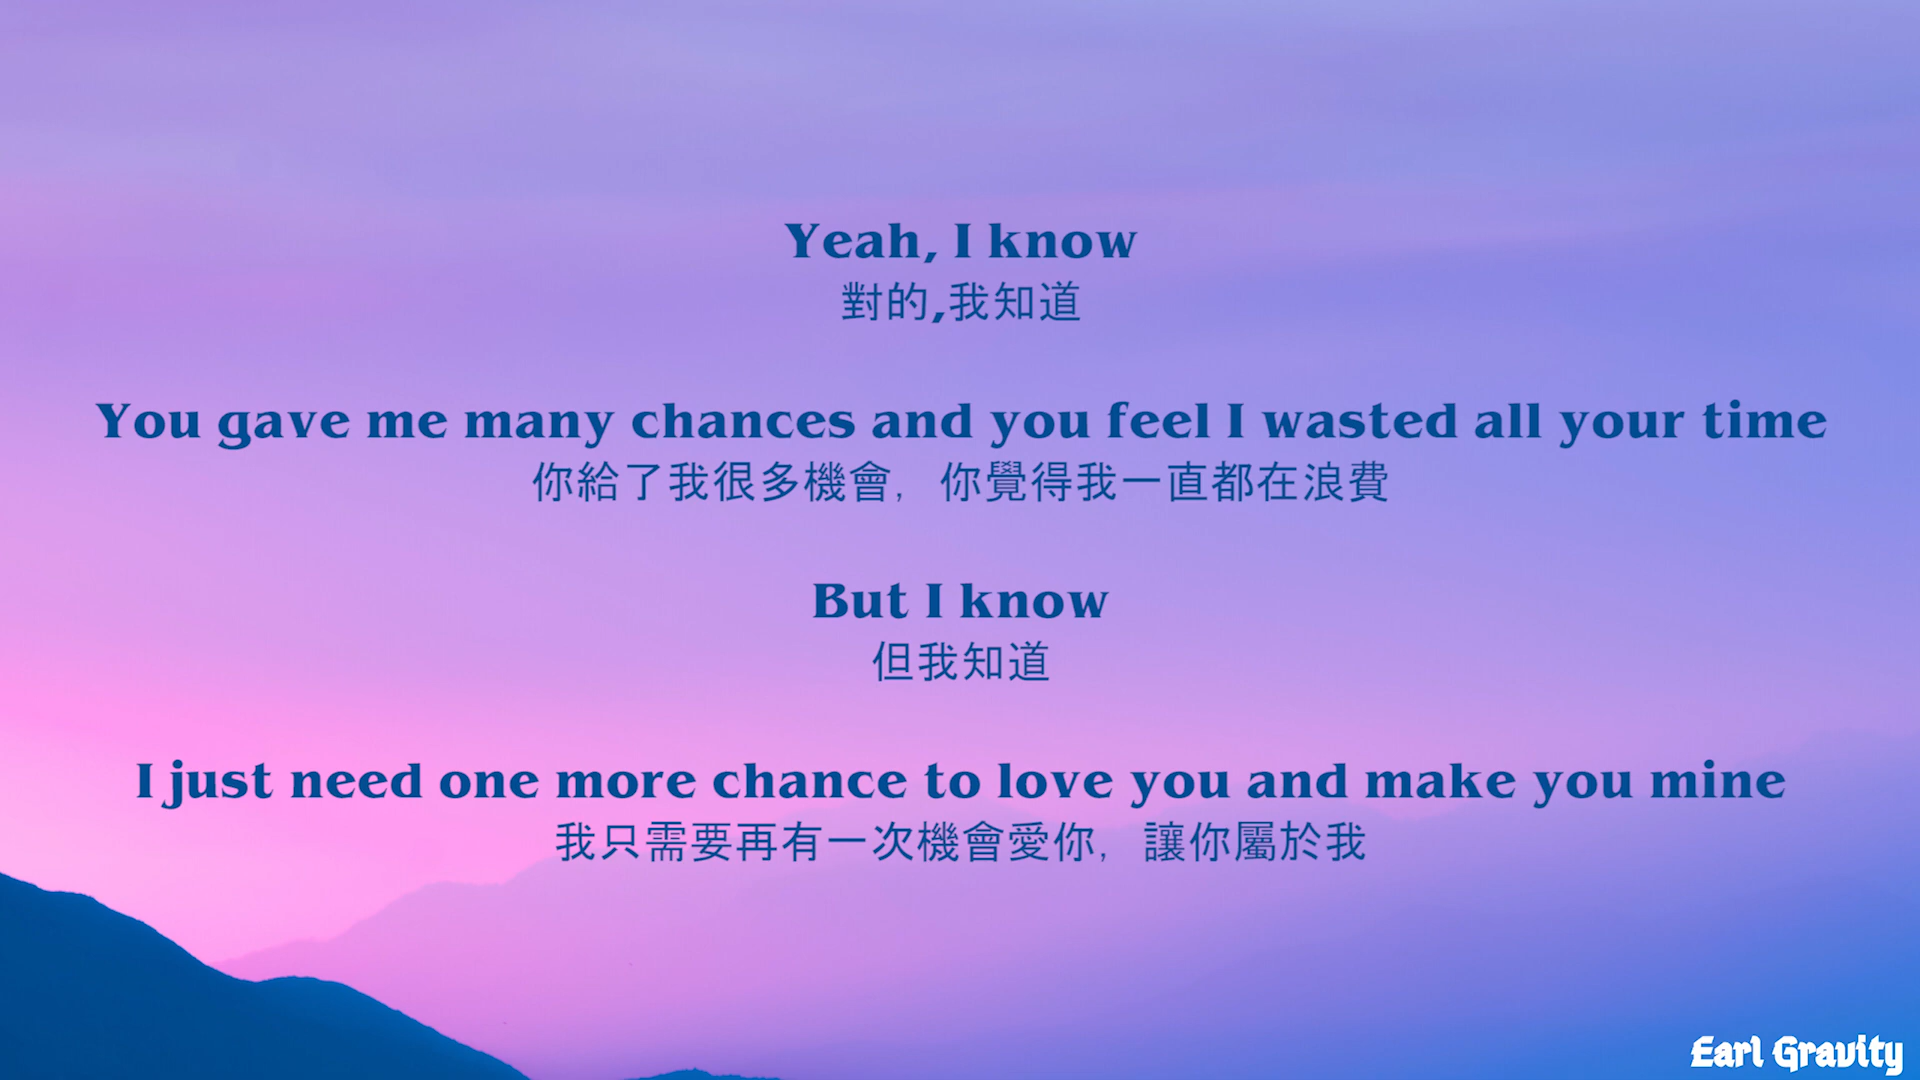 Yeah, I know
對的,我知道
You gave me many chances and you feel I wasted all your time
你給了我很多機會，你覺得我一直都在浪費
But I know
但我知道
I just need one more chance to love you and make you mine
我只需要再有一次機會愛你，讓你屬於我
Earl Gravity